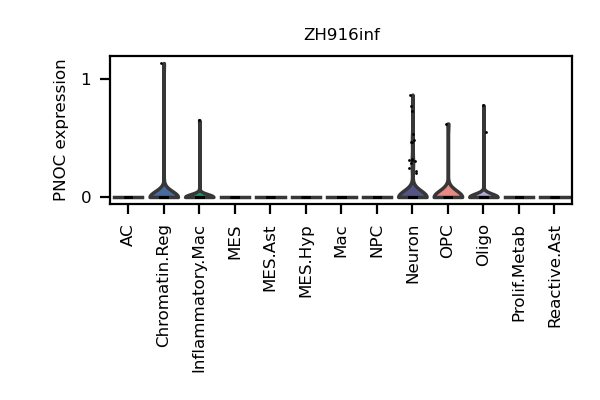 ZH916inf
PNOC expression
1
0
AC
Chromatin.Reg
Inflammatory.Mac
MES
MES.Ast
MES.Hyp
Mac
NPC
Neuron
OPC
Oligo
Prolif.Metab
Reactive.Ast